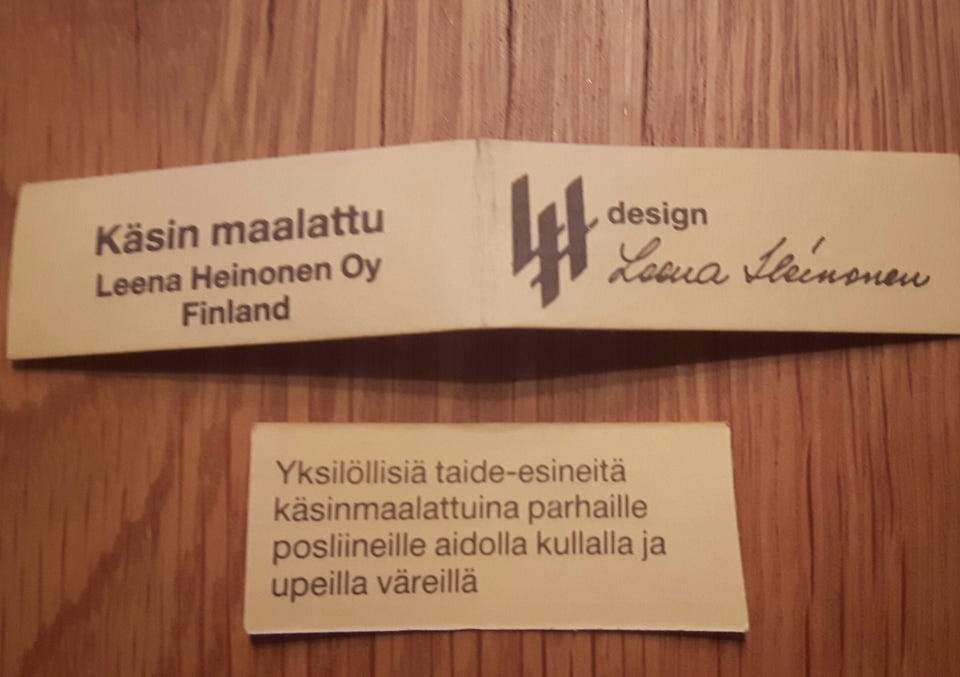 Käsin maalattu
Leena Heinonen Oy
Finland
LH design
Leena Heinonen
Yksilöllisiä taide-esineitä
käsinmaalattuina parhaille
posliineille aidolla kullalla ja
upeilla väreillä